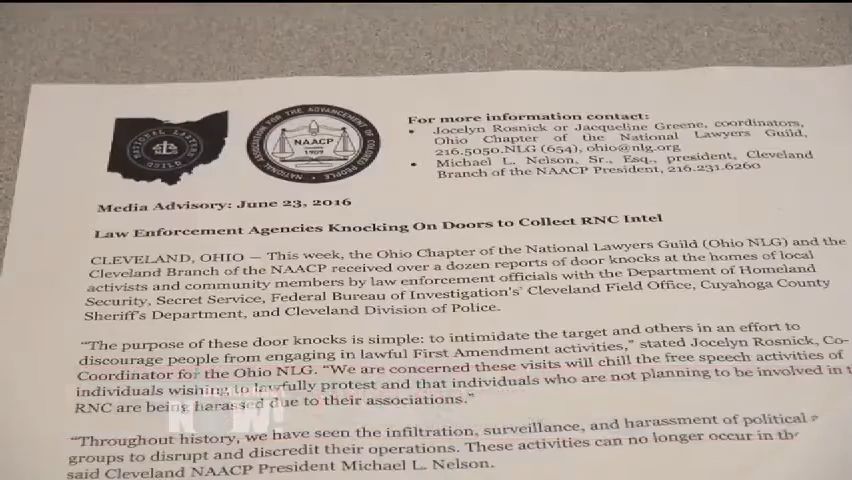 NATIONAL LAWYERS
GUILD
NATIONAL ASSOCIATION FOR THE ADVANCEMENT OF COLORED PEOPLE
NAACP
1909
For more information contact:
• Jocelyn Rosnick or Jacqueline Greene, coordinators,
Ohio Chapter of the National Lawyers Guild,
216.5050.NLG (654), ohio@nlg.org
• Michael L. Nelson, Sr., Esq., president, Cleveland
Branch of the NAACP President, 216.231.6260
Media Advisory: June 23, 2016
Law Enforcement Agencies Knocking On Doors to Collect RNC Intel
CLEVELAND, OHIO — This week, the Ohio Chapter of the National Lawyers Guild (Ohio NLG) and the
Cleveland Branch of the NAACP received over a dozen reports of door knocks at the homes of local
activists and community members by law enforcement officials with the Department of Homeland
Security, Secret Service, Federal Bureau of Investigation's' Cleveland Field Office, Cuyahoga County
Sheriff's Department, and Cleveland Division of Police.
"The purpose of these door knocks is simple: to intimidate the target and others in an effort to
discourage people from engaging in lawful First Amendment activities," stated Jocelyn Rosnick, Co-
Coordinator for the Ohio NLG. "We are concerned these visits will chill the free speech activities of
individuals wishing to lawfully protest and that individuals who are not planning to be involved in
RNC are being harassed due to their associations."
NOW!
"Throughout history, we have seen the infiltration, surveillance, and harassment of political
groups to disrupt and discredit their operations. These activities can no longer occur in
said Cleveland NAACP President Michael L. Nelson.